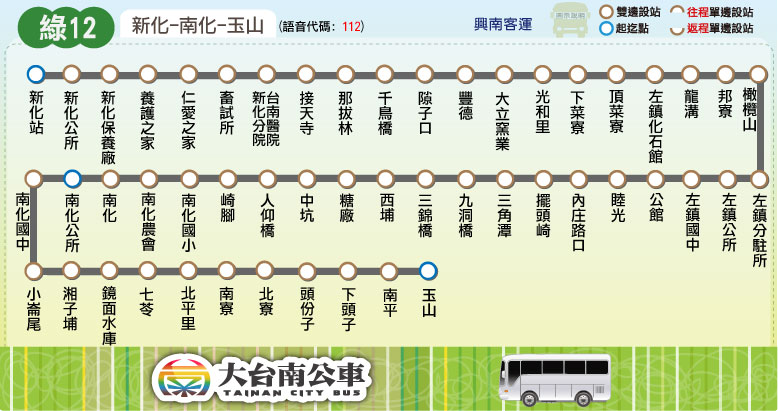 綠12
新化-南化-玉山
(語音代碼：112)
興南客運
雙邊設站
往程單邊設站
起迄點
返程單邊設站
新化站
新化公所
新化保養廠
養護之家
仁愛之家
畜試所
台南醫院
新化分院
接天寺
那拔林
千鳥橋
隙子口
豐德
大立窯業
光和里
下菜寮
頂菜寮
左鎮化石館
龍溝
邦寮
橄欖山
左鎮分駐所
左鎮公所
左鎮國中
公館
睦光
內庄路口
擺頭崎
三角潭
九洞橋
三錦橋
西埔
糖廠
中坑
人仰橋
崎腳
南化國小
南化農會
南化
南化公所
南化國中
小崙尾
湘子埔
鏡面水庫
七苓
北平里
南寮
北寮
頭份子
下頭子
南平
玉山
大台南公車
TAINAN CITY BUS